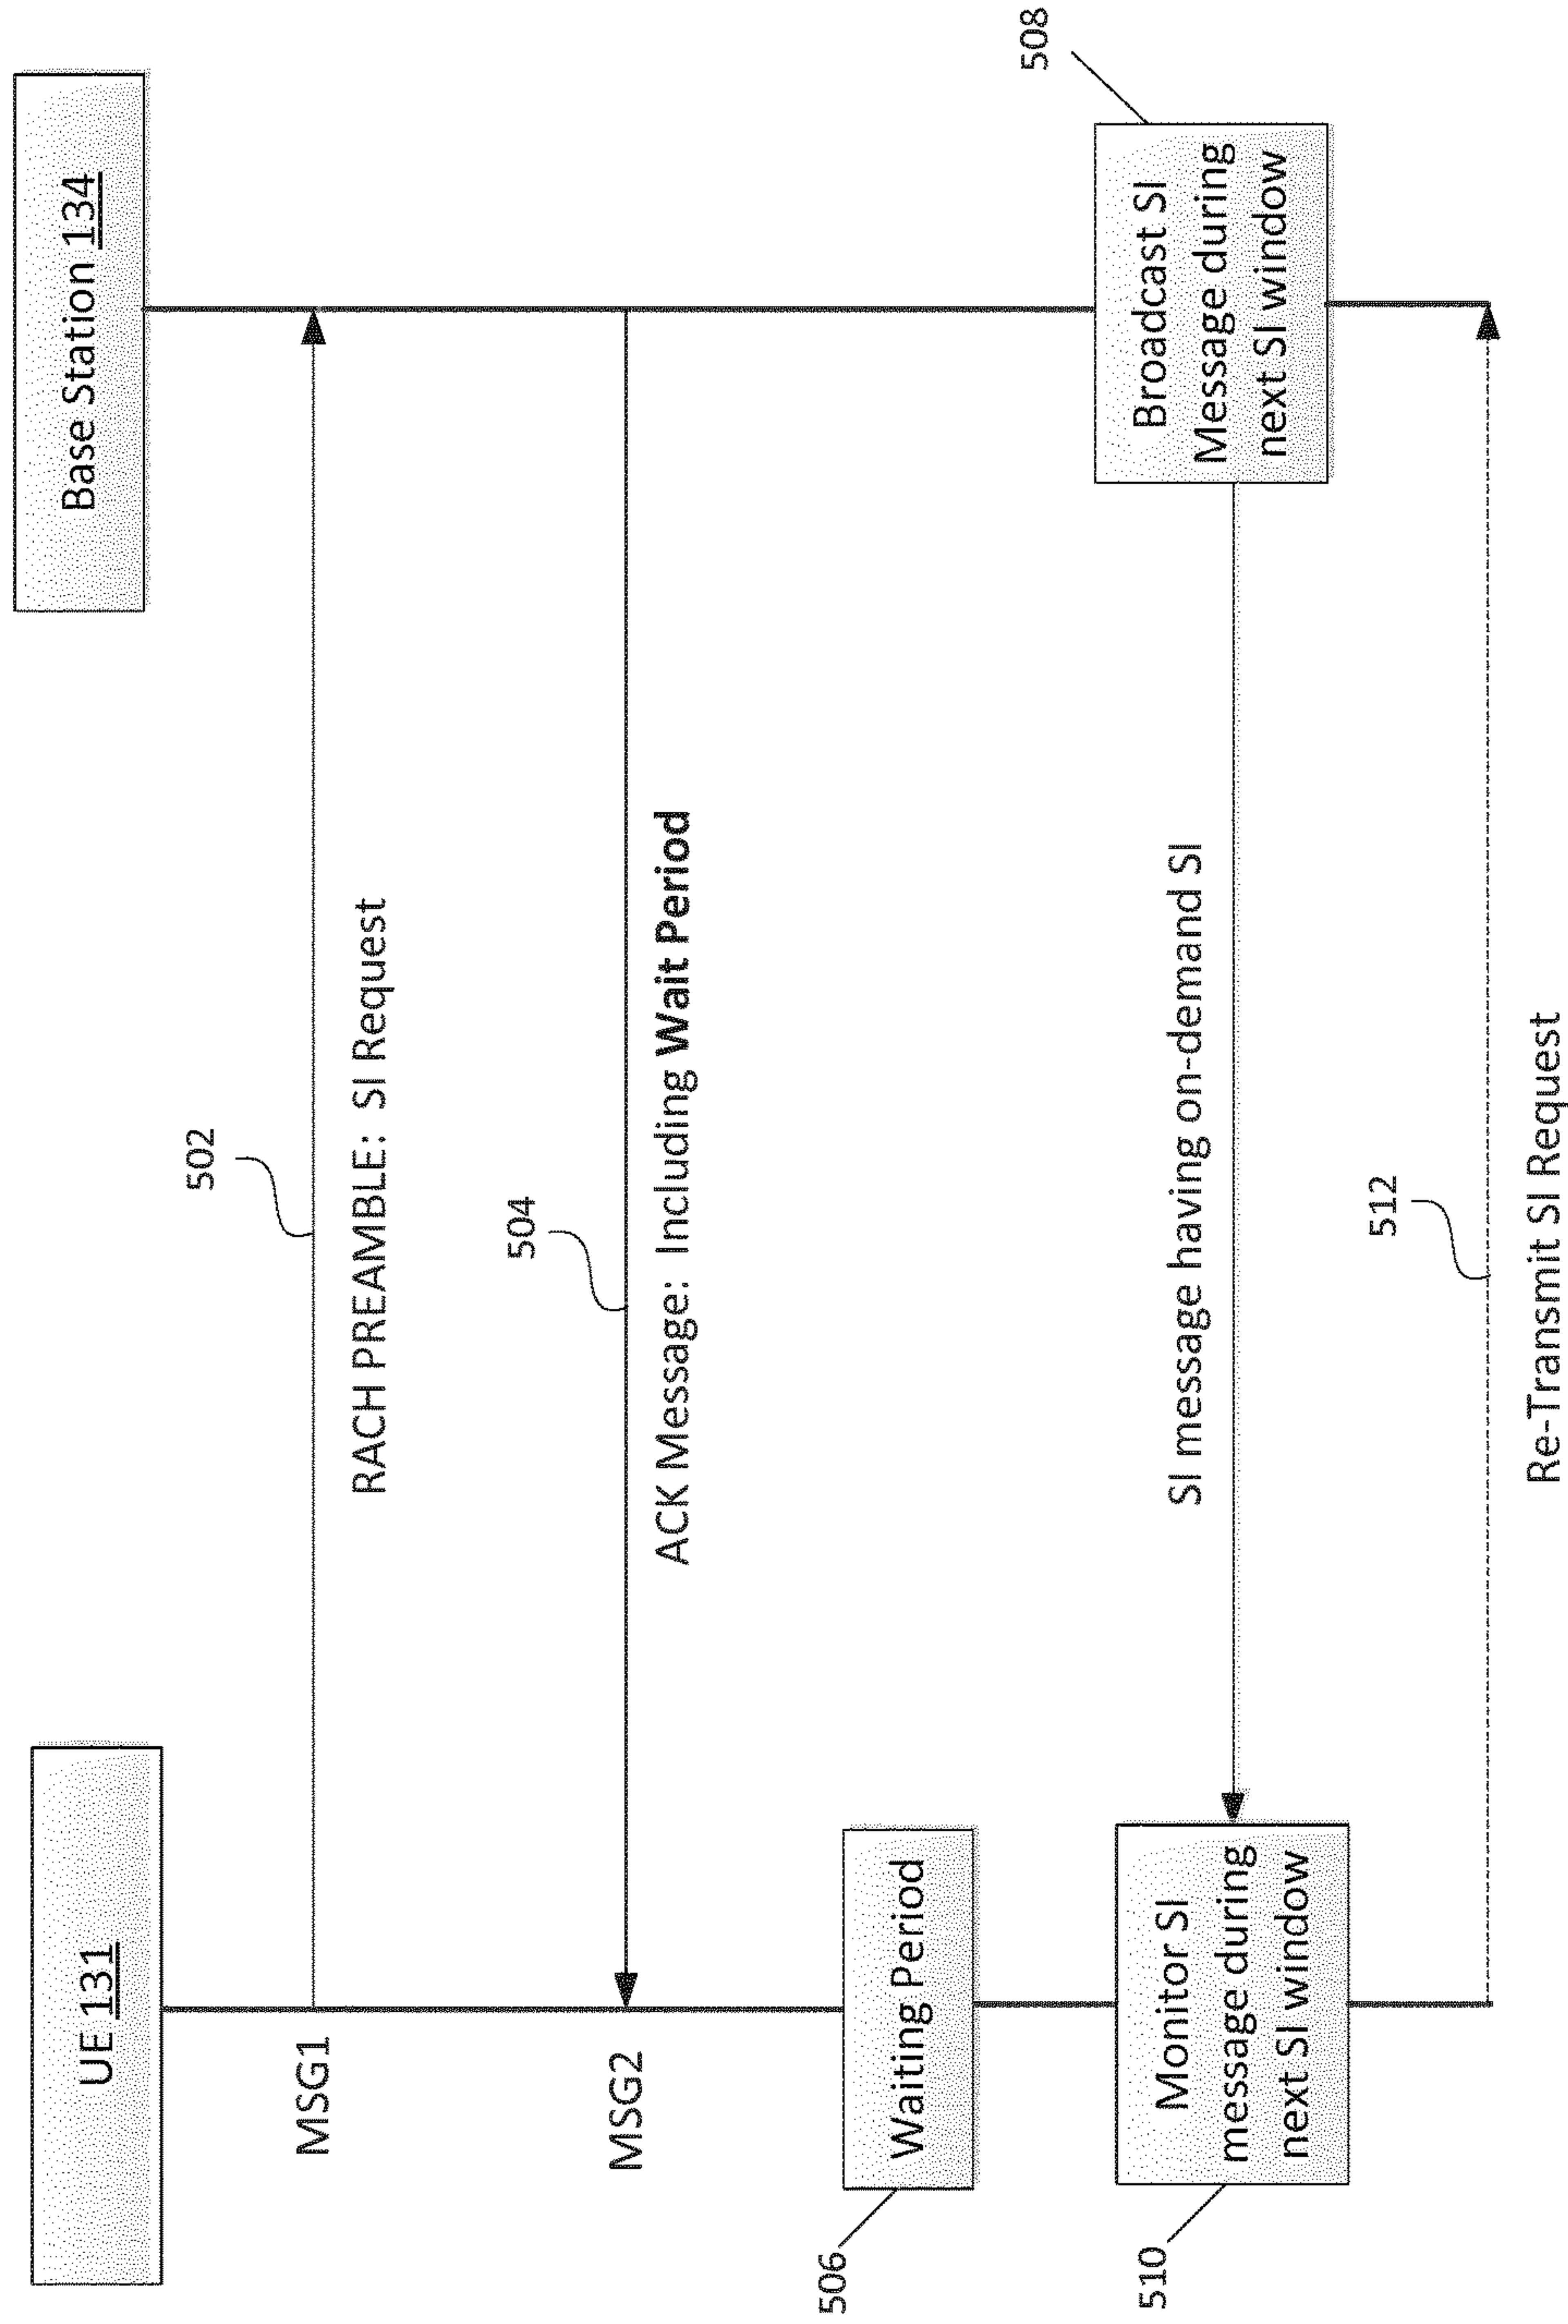 UE 131
Base Station 134
502
MSG1
RACH PREAMBLE: SI Request
504
MSG2
ACK Message: Including Wait Period
506
Waiting Period
508
Broadcast SI
Message during
next SI window
SI message having on-demand SI
510
Monitor SI
message during
next SI window
512
Re-Transmit SI Request